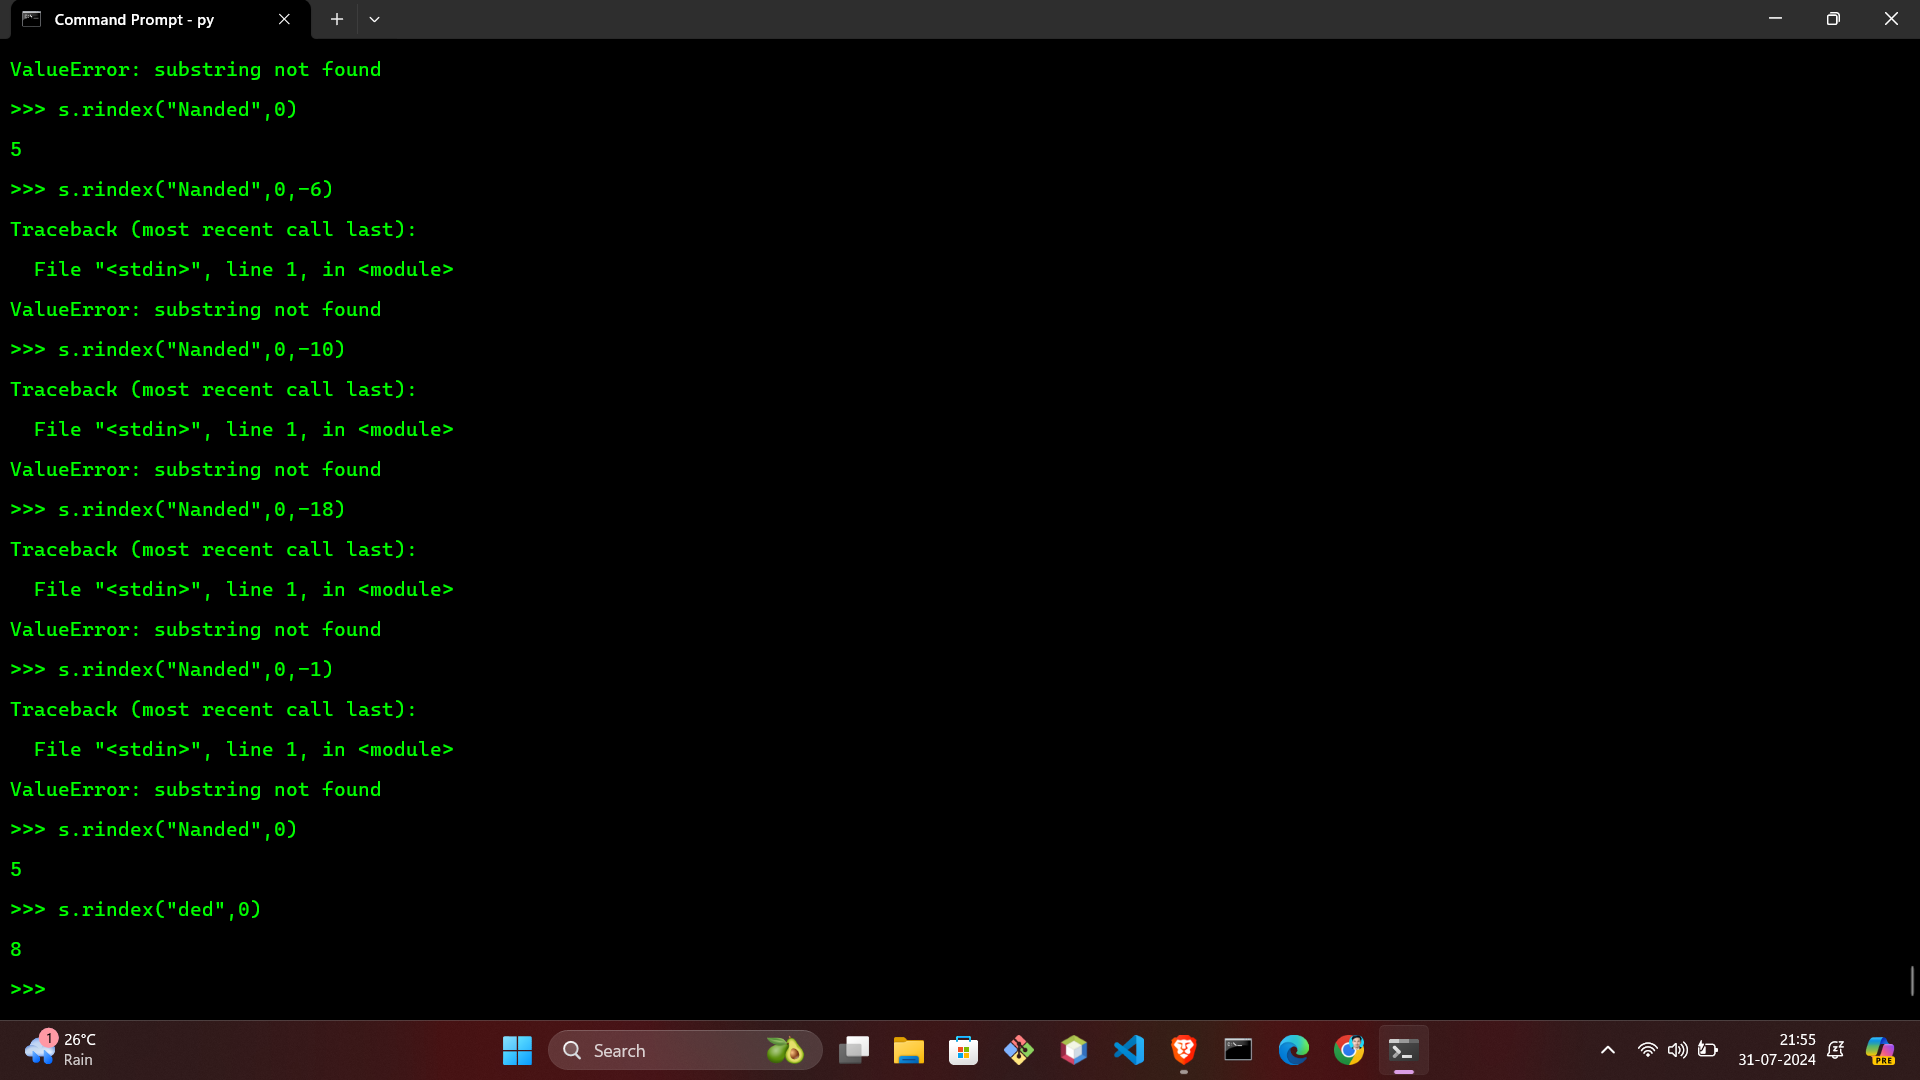 Command Prompt - py
ValueError: substring not found
>>> s.rindex("Nanded",0)
5
>>> s.rindex("Nanded",0,-6)
Traceback (most recent call last):
  File "<stdin>", line 1, in <module>
ValueError: substring not found
>>> s.rindex("Nanded",0,-10)
Traceback (most recent call last):
  File "<stdin>", line 1, in <module>
ValueError: substring not found
>>> s.rindex("Nanded",0,-18)
Traceback (most recent call last):
  File "<stdin>", line 1, in <module>
ValueError: substring not found
>>> s.rindex("Nanded",0,-1)
Traceback (most recent call last):
  File "<stdin>", line 1, in <module>
ValueError: substring not found
>>> s.rindex("Nanded",0)
5
>>> s.rindex("ded",0)
8
>>>
1
26°C
Rain
Search
21:55
31-07-2024
PRE